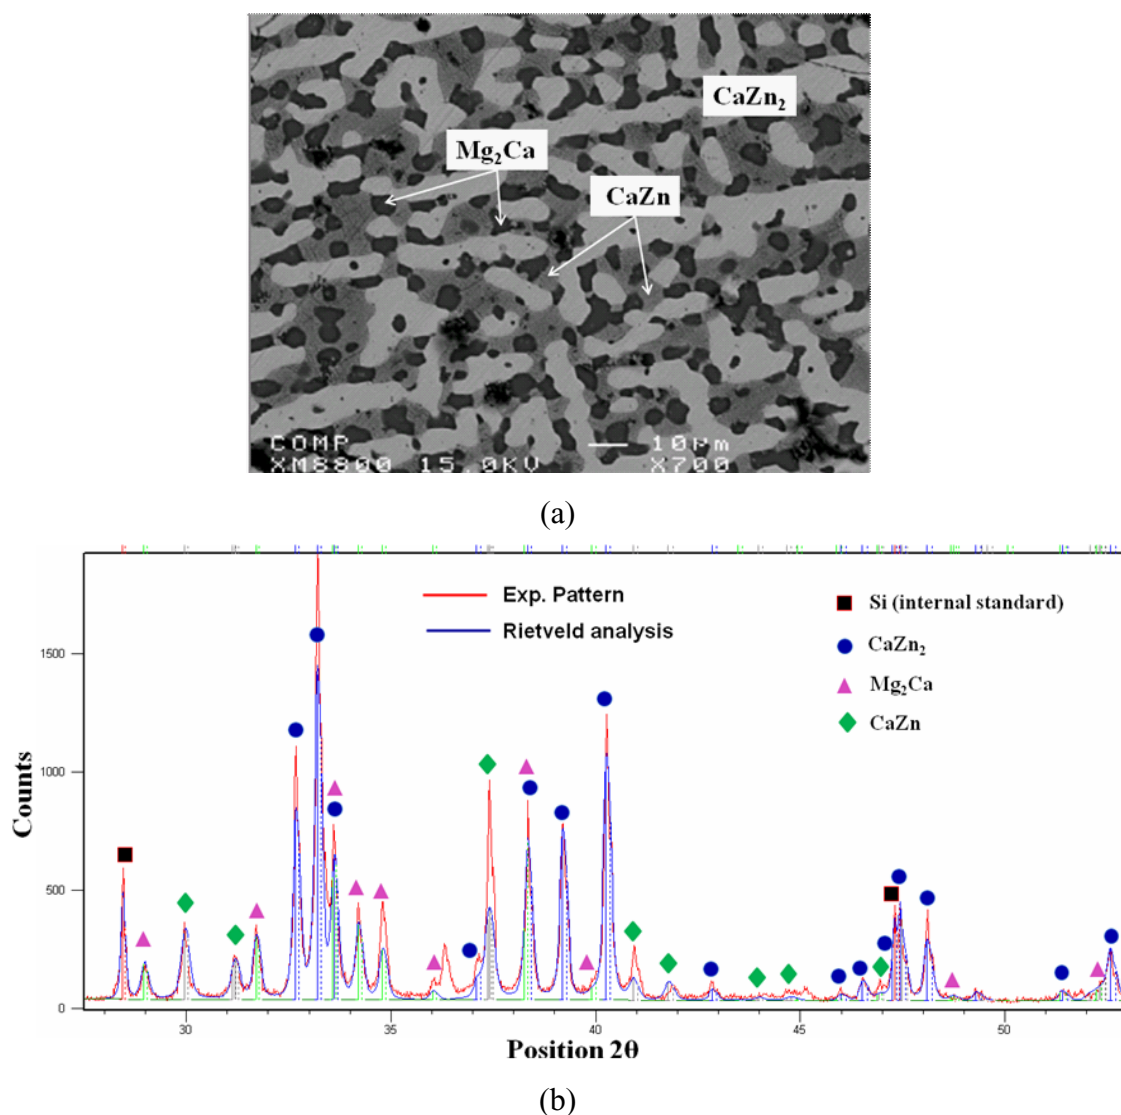 CaZn₂
Mg₂Ca
CaZn
COMP 10µm
XM8800 15.0KV X700
(a)
Exp. Pattern
Rietveld analysis
Si (internal standard)
CaZn₂
Mg₂Ca
CaZn
Counts
1500
1000
500
0
30 35 40 45 50
Position 2θ
(b)